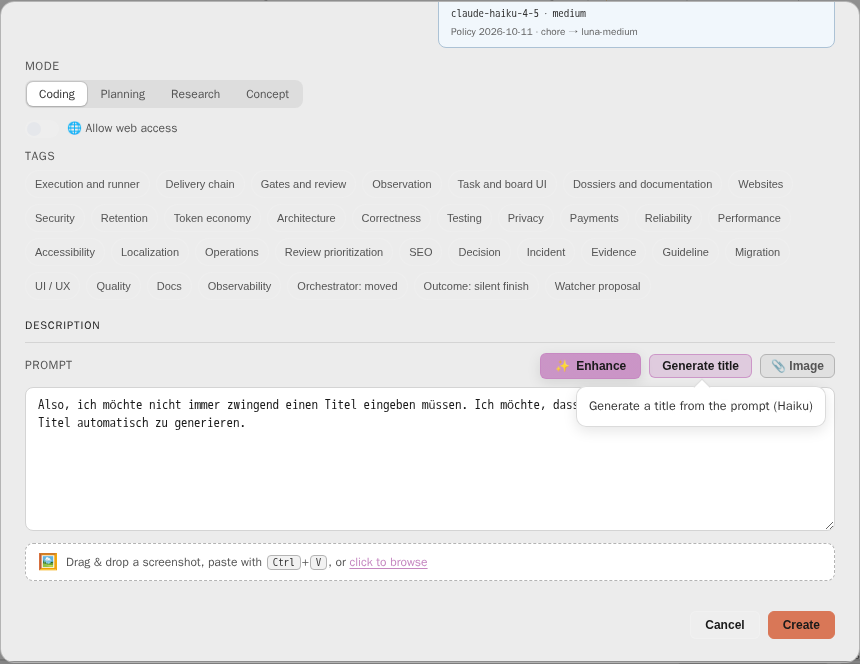 claude-haiku-4-5 · medium
Policy 2026-10-11 · chore → luna-medium
MODE
Coding Planning Research Concept
🌐 Allow web access
TAGS
Execution and runner Delivery chain Gates and review Observation Task and board UI Dossiers and documentation Websites
Security Retention Token economy Architecture Correctness Testing Privacy Payments Reliability Performance
Accessibility Localization Operations Review prioritization SEO Decision Incident Evidence Guideline Migration
UI / UX Quality Docs Observability Orchestrator: moved Outcome: silent finish Watcher proposal
DESCRIPTION
PROMPT ✨ Enhance Generate title 📎 Image
Also, ich möchte nicht immer zwingend einen Titel eingeben müssen. Ich möchte, dass
Generate a title from the prompt (Haiku)
Titel automatisch zu generieren.
🖼️ Drag & drop a screenshot, paste with Ctrl+V, or click to browse
Cancel Create